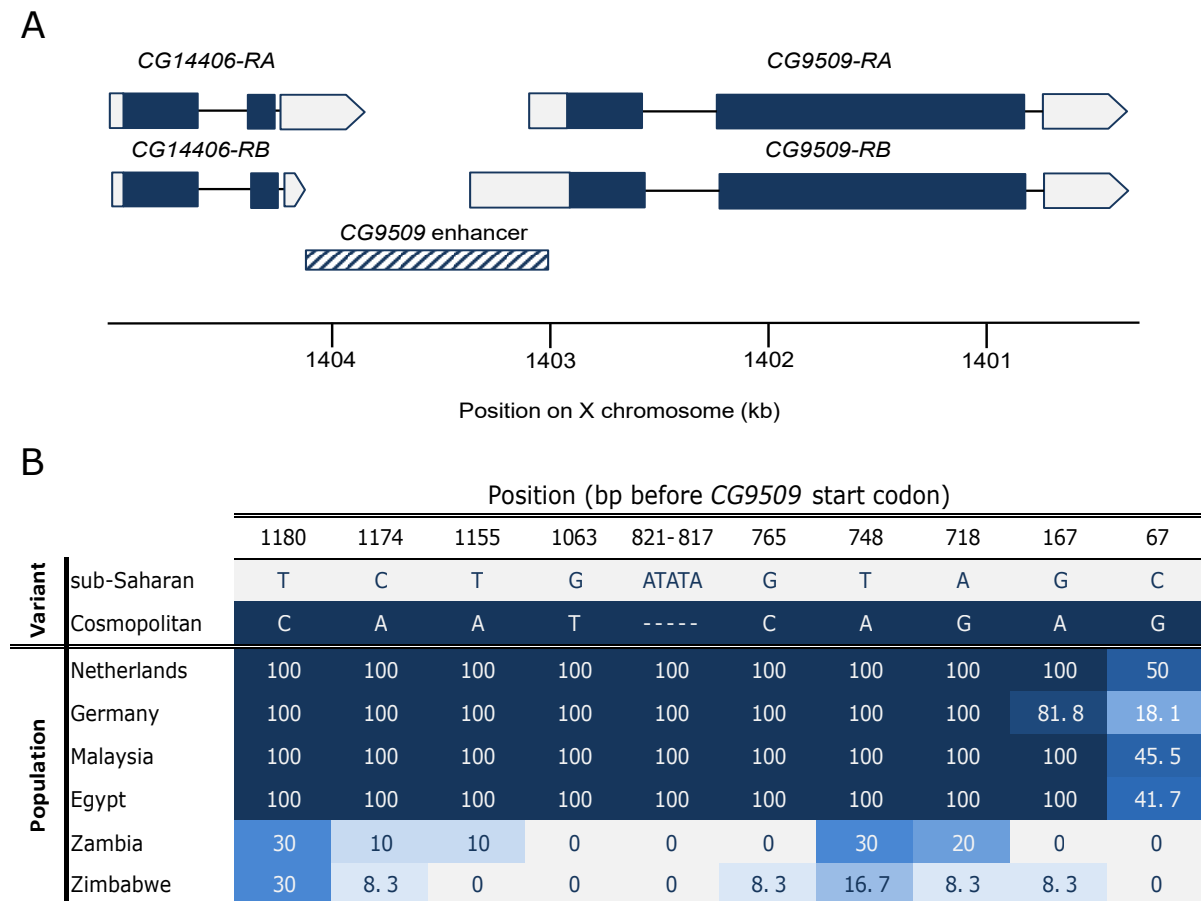 A
CG14406-RA CG9509-RA
CG14406-RB CG9509-RB
CG9509 enhancer
1404 1403 1402 1401
Position on X chromosome (kb)
B
Position (bp before CG9509 start codon)
1180 1174 1155 1063 821-817 765 748 718 167 67
Variant
sub-Saharan T C T G ATATA G T A G C
Cosmopolitan C A A T ----- C A G A G
Population
Netherlands 100 100 100 100 100 100 100 100 100 50
Germany 100 100 100 100 100 100 100 100 81.8 18.1
Malaysia 100 100 100 100 100 100 100 100 100 45.5
Egypt 100 100 100 100 100 100 100 100 100 41.7
Zambia 30 10 10 0 0 0 30 20 0 0
Zimbabwe 30 8.3 0 0 0 8.3 16.7 8.3 8.3 0